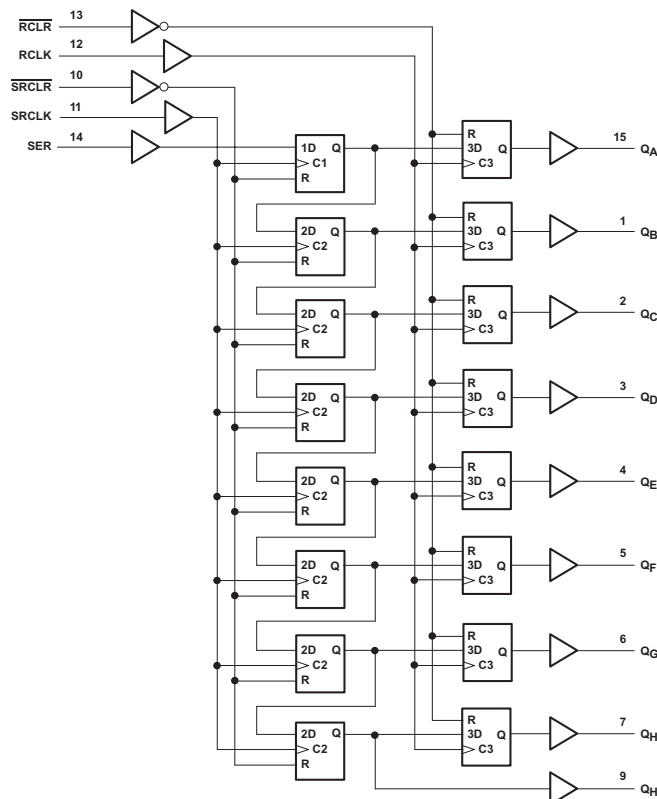 RCLR 13
RCLK 12
SRCLR 10
SRCLK 11
SER 14
1D Q
C1
R
R
3D Q
C3
15 QA
2D Q
C2
R
R
3D Q
C3
1 QB
2D Q
C2
R
R
3D Q
C3
2 QC
2D Q
C2
R
R
3D Q
C3
3 QD
2D Q
C2
R
R
3D Q
C3
4 QE
2D Q
C2
R
R
3D Q
C3
5 QF
2D Q
C2
R
R
3D Q
C3
6 QG
2D Q
C2
R
R
3D Q
C3
7 QH
9 QH